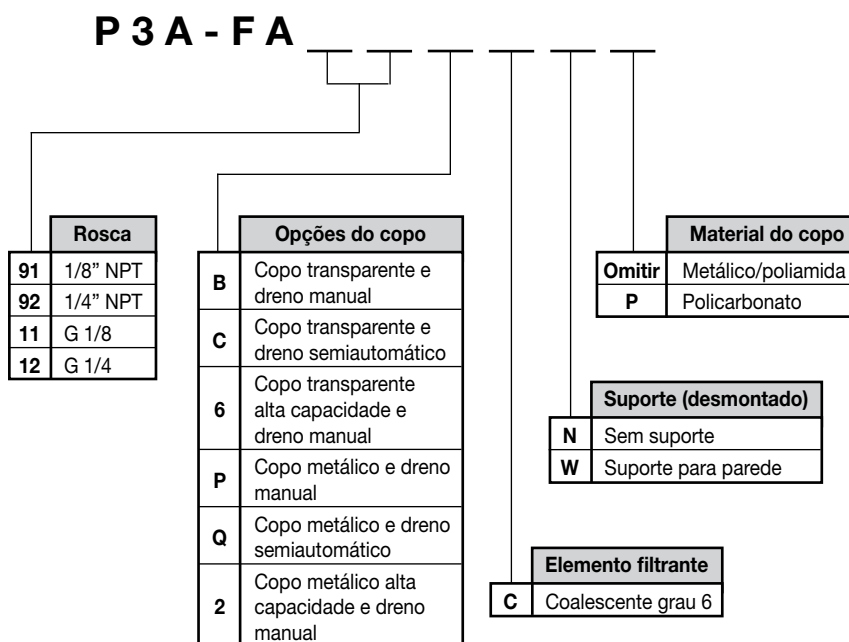 P 3 A - F A
Rosca
91 1/8” NPT
92 1/4” NPT
11 G 1/8
12 G 1/4
Opções do copo
B Copo transparente e
dreno manual
C Copo transparente e
dreno semiautomático
6 Copo transparente
alta capacidade e
dreno manual
P Copo metálico e dreno
manual
Q Copo metálico e dreno
semiautomático
2 Copo metálico alta
capacidade e dreno
manual
Material do copo
Omitir Metálico/poliamida
P Policarbonato
Suporte (desmontado)
N Sem suporte
W Suporte para parede
Elemento filtrante
C Coalescente grau 6